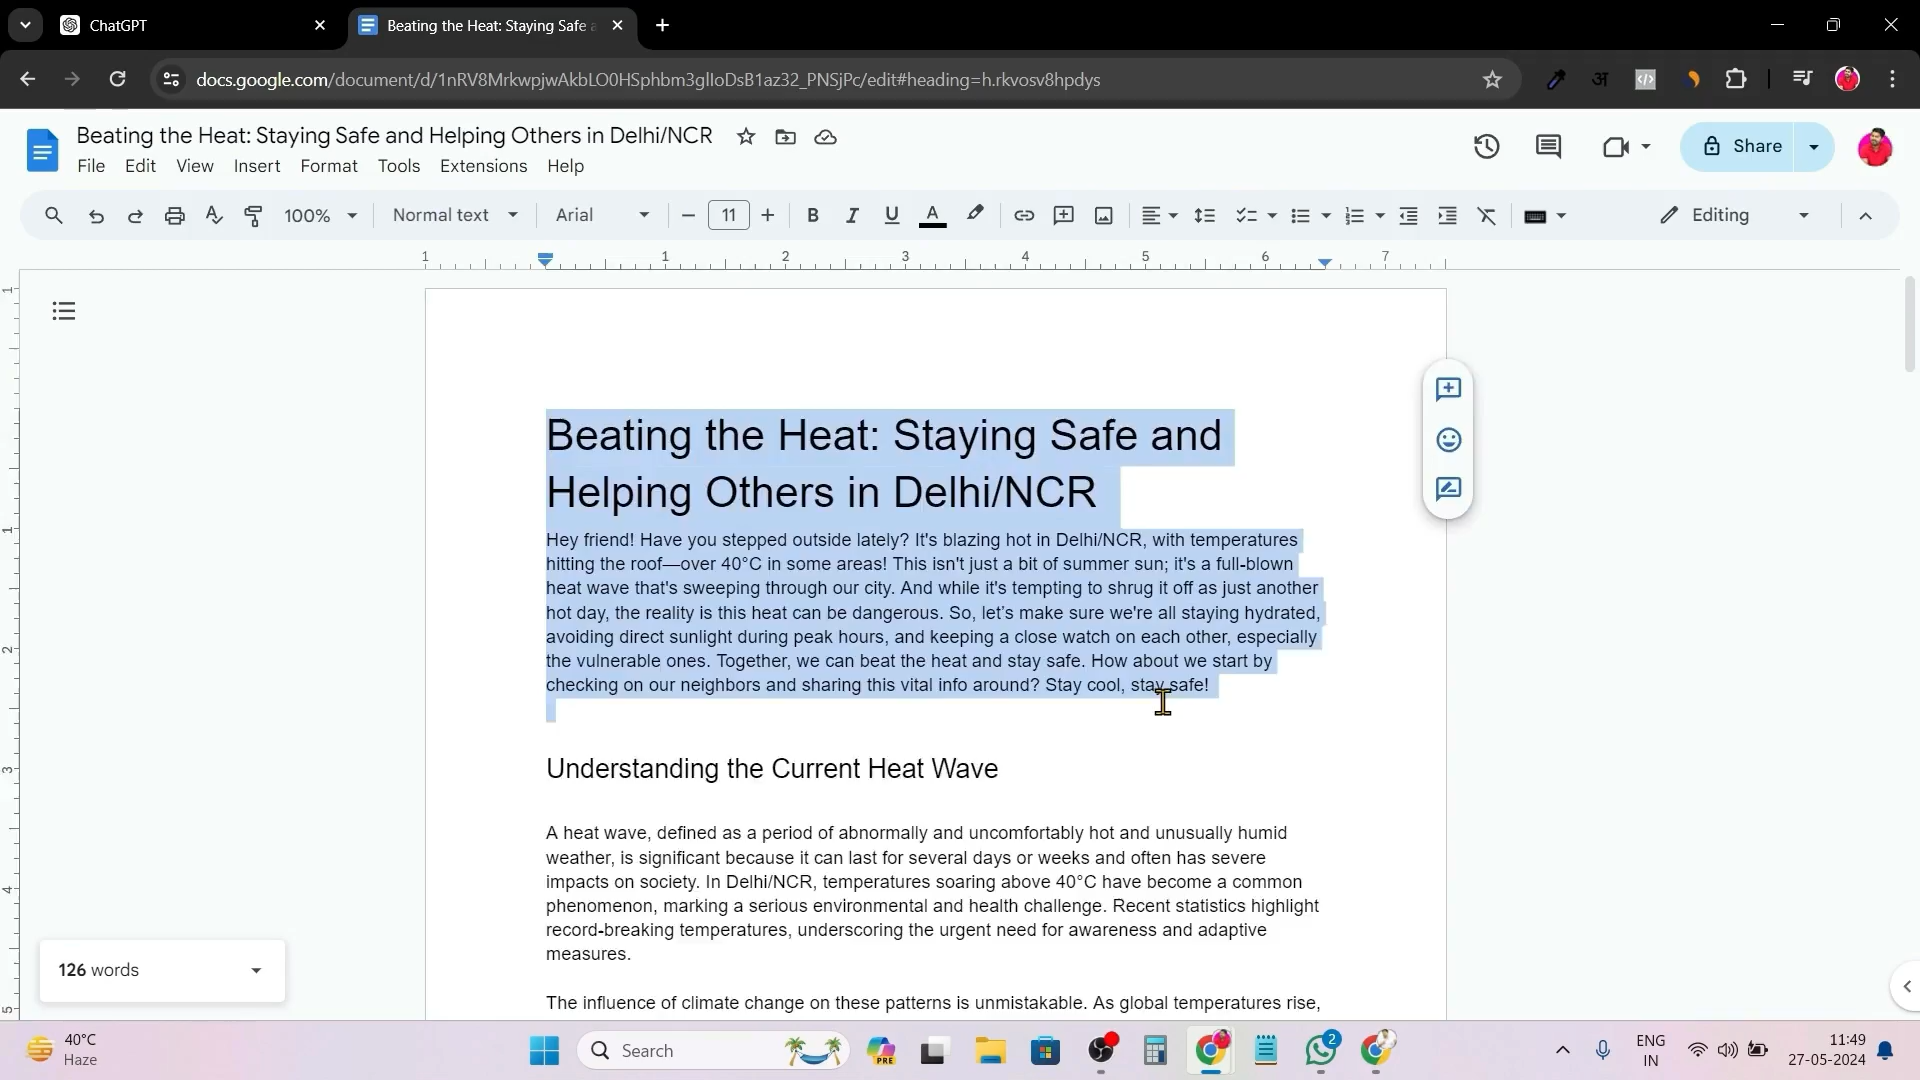 ChatGPT
Beating the Heat: Staying Safe a
docs.google.com/document/d/1nRV8MrkwpjwAkbLO0HSphbm3glIoDsB1az32_PNSjPc/edit#heading=h.rkvosv8hpdys
अ
Beating the Heat: Staying Safe and Helping Others in Delhi/NCR
File Edit View Insert Format Tools Extensions Help
Share
100% Normal text Arial 11 B I U A Editing
1 1 2 3 4 5 6 7
Beating the Heat: Staying Safe and
Helping Others in Delhi/NCR
Hey friend! Have you stepped outside lately? It's blazing hot in Delhi/NCR, with temperatures
hitting the roof—over 40°C in some areas! This isn't just a bit of summer sun; it's a full-blown
heat wave that's sweeping through our city. And while it's tempting to shrug it off as just another
hot day, the reality is this heat can be dangerous. So, let’s make sure we're all staying hydrated,
avoiding direct sunlight during peak hours, and keeping a close watch on each other, especially
the vulnerable ones. Together, we can beat the heat and stay safe. How about we start by
checking on our neighbors and sharing this vital info around? Stay cool, stay safe!
Understanding the Current Heat Wave
A heat wave, defined as a period of abnormally and uncomfortably hot and unusually humid
weather, is significant because it can last for several days or weeks and often has severe
impacts on society. In Delhi/NCR, temperatures soaring above 40°C have become a common
phenomenon, marking a serious environmental and health challenge. Recent statistics highlight
record-breaking temperatures, underscoring the urgent need for awareness and adaptive
measures.
The influence of climate change on these patterns is unmistakable. As global temperatures rise,
1
1
2
3
4
5
126 words
40°C
Haze
Search
PRE
2
ENG
IN
11:49
27-05-2024